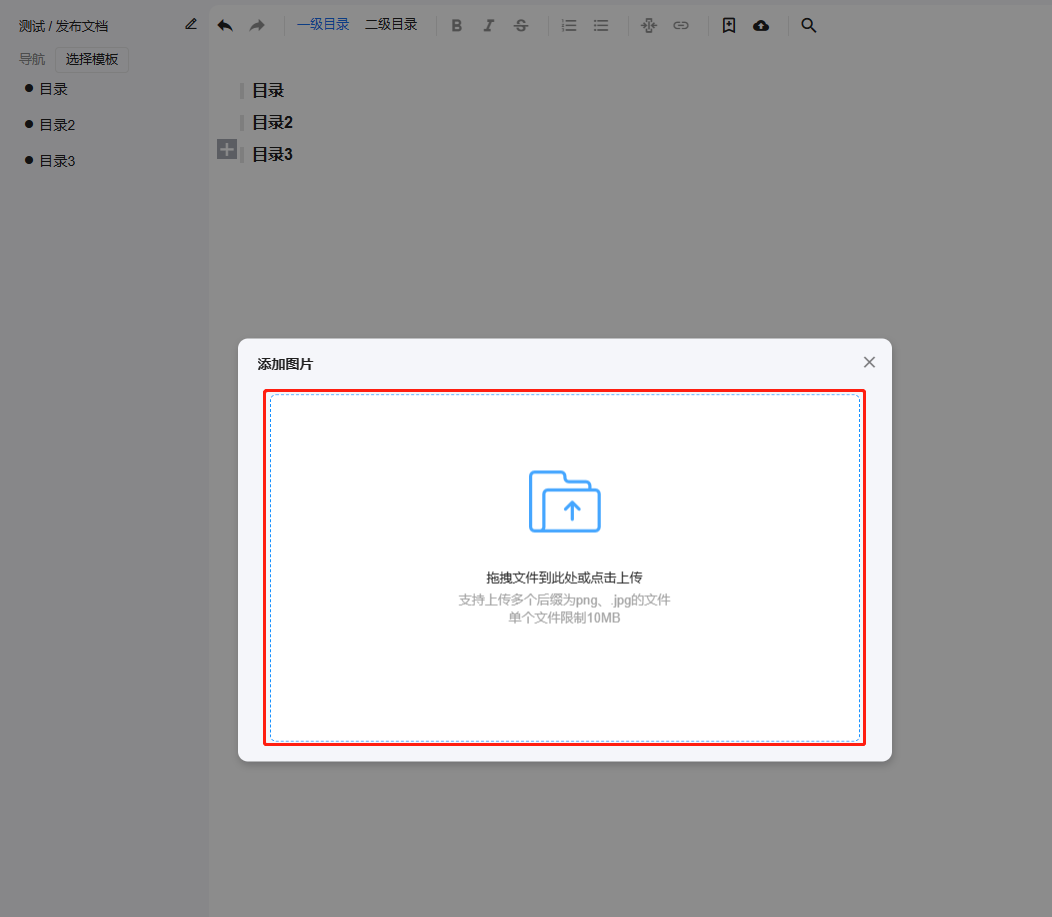 测试 / 发布文档
一级目录 二级目录 B I S
导航 选择模板
目录
目录2
目录3
目录
目录2
目录3
添加图片
拖拽文件到此处或点击上传
支持上传多个后缀为png、.jpg的文件
单个文件限制10MB